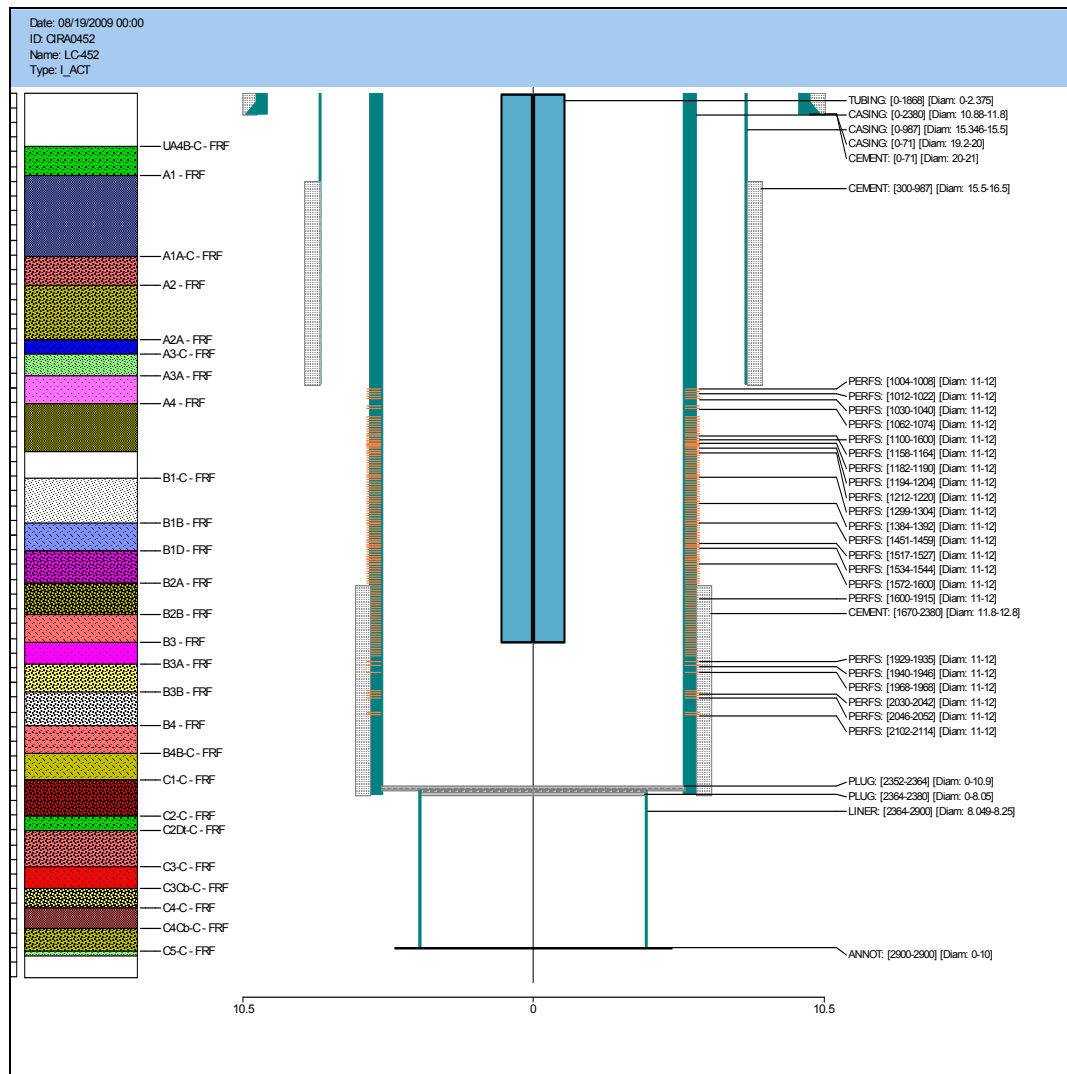 Date: 08/19/2009 00:00
ID: CIRA0452
Name: LC-452
Type: I_ACT
UA4B-C - FRF
A1 - FRF
A1A-C - FRF
A2 - FRF
A2A - FRF
A3-C - FRF
A3A - FRF
A4 - FRF
B1-C - FRF
B1B - FRF
B1D - FRF
B2A - FRF
B2B - FRF
B3 - FRF
B3A - FRF
B3B - FRF
B4 - FRF
B4B-C - FRF
C1-C - FRF
C2-C - FRF
C2Dt-C - FRF
C3-C - FRF
C3Cb-C - FRF
C4-C - FRF
C4Cb-C - FRF
C5-C - FRF
TUBING: [0-1868] [Diam: 0-2.375]
CASING: [0-2380] [Diam: 10.88-11.8]
CASING: [0-987] [Diam: 15.346-15.5]
CASING: [0-71] [Diam: 19.2-20]
CEMENT: [0-71] [Diam: 20-21]
CEMENT: [300-987] [Diam: 15.5-16.5]
PERFS: [1004-1008] [Diam: 11-12]
PERFS: [1012-1022] [Diam: 11-12]
PERFS: [1030-1040] [Diam: 11-12]
PERFS: [1062-1074] [Diam: 11-12]
PERFS: [1100-1600] [Diam: 11-12]
PERFS: [1158-1164] [Diam: 11-12]
PERFS: [1182-1190] [Diam: 11-12]
PERFS: [1194-1204] [Diam: 11-12]
PERFS: [1212-1220] [Diam: 11-12]
PERFS: [1299-1304] [Diam: 11-12]
PERFS: [1384-1392] [Diam: 11-12]
PERFS: [1451-1459] [Diam: 11-12]
PERFS: [1517-1527] [Diam: 11-12]
PERFS: [1534-1544] [Diam: 11-12]
PERFS: [1572-1600] [Diam: 11-12]
PERFS: [1600-1915] [Diam: 11-12]
CEMENT: [1670-2380] [Diam: 11.8-12.8]
PERFS: [1929-1935] [Diam: 11-12]
PERFS: [1940-1946] [Diam: 11-12]
PERFS: [1968-1968] [Diam: 11-12]
PERFS: [2030-2042] [Diam: 11-12]
PERFS: [2046-2052] [Diam: 11-12]
PERFS: [2102-2114] [Diam: 11-12]
PLUG: [2352-2364] [Diam: 0-10.9]
PLUG: [2364-2380] [Diam: 0-8.05]
LINER: [2364-2900] [Diam: 8.049-8.25]
ANNOT: [2900-2900] [Diam: 0-10]
10.5 0 10.5